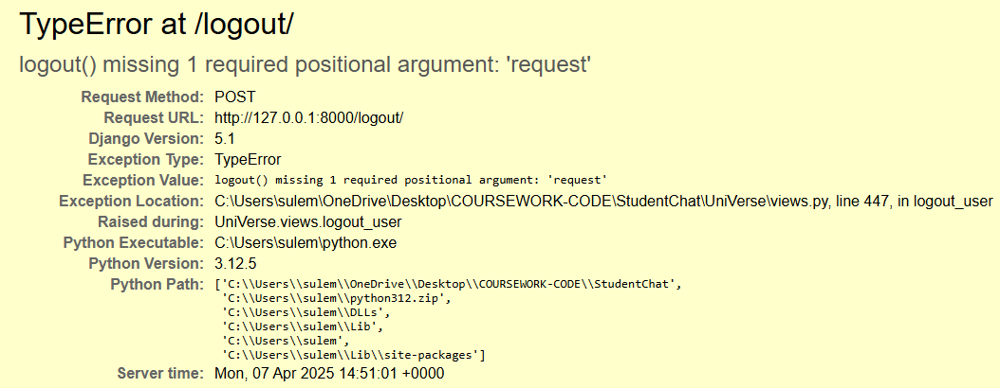 TypeError at /logout/
logout() missing 1 required positional argument: 'request'
Request Method: POST
Request URL: http://127.0.0.1:8000/logout/
Django Version: 5.1
Exception Type: TypeError
Exception Value: logout() missing 1 required positional argument: 'request'
Exception Location: C:\Users\sulem\OneDrive\Desktop\COURSEWORK-CODE\StudentChat\UniVerse\views.py, line 447, in logout_user
Raised during: UniVerse.views.logout_user
Python Executable: C:\Users\sulem\python.exe
Python Version: 3.12.5
Python Path: ['C:\\Users\\sulem\\OneDrive\\Desktop\\COURSEWORK-CODE\\StudentChat',
'C:\\Users\\sulem\\python312.zip',
'C:\\Users\\sulem\\DLLs',
'C:\\Users\\sulem\\Lib',
'C:\\Users\\sulem',
'C:\\Users\\sulem\\Lib\\site-packages']
Server time: Mon, 07 Apr 2025 14:51:01 +0000